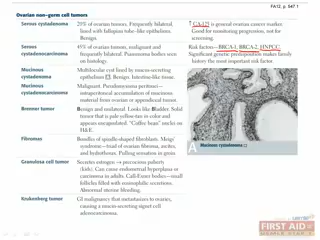 FA12, p. 547.1
Ovarian non-germ cell tumors
Serous cystadenoma
20% of ovarian tumors. Frequently bilateral,
lined with fallopian tube–like epithelium.
Benign.
Serous cystadenocarcinoma
45% of ovarian tumors, malignant and
frequently bilateral. Psammoma bodies seen
on histology.
Mucinous cystadenoma
Multilocular cyst lined by mucus-secreting
epithelium A. Benign. Intestine-like tissue.
Mucinous cystadenocarcinoma
Malignant. Pseudomyxoma peritonei—
intraperitoneal accumulation of mucinous
material from ovarian or appendiceal tumor.
Brenner tumor
Benign and unilateral. Looks like Bladder. Solid
tumor that is pale yellow-tan in color and
appears encapsulated. "Coffee bean" nuclei on
H&E.
Fibromas
Bundles of spindle-shaped fibroblasts. Meigs'
syndrome—triad of ovarian fibroma, ascites,
and hydrothorax. Pulling sensation in groin.
Granulosa cell tumor
Secretes estrogen → precocious puberty
(kids). Can cause endometrial hyperplasia or
carcinoma in adults. Call-Exner bodies—small
follicles filled with eosinophilic secretions.
Abnormal uterine bleeding.
Krukenberg tumor
GI malignancy that metastasizes to ovaries,
causing a mucin-secreting signet cell
adenocarcinoma.
↑ CA-125 is general ovarian cancer marker.
Good for monitoring progression, not for
screening.
Risk factors—BRCA-1, BRCA-2, HNPCC.
Significant genetic predisposition makes family
history the most important risk factor.
A
Mucinous cystadenoma
FIRST AID